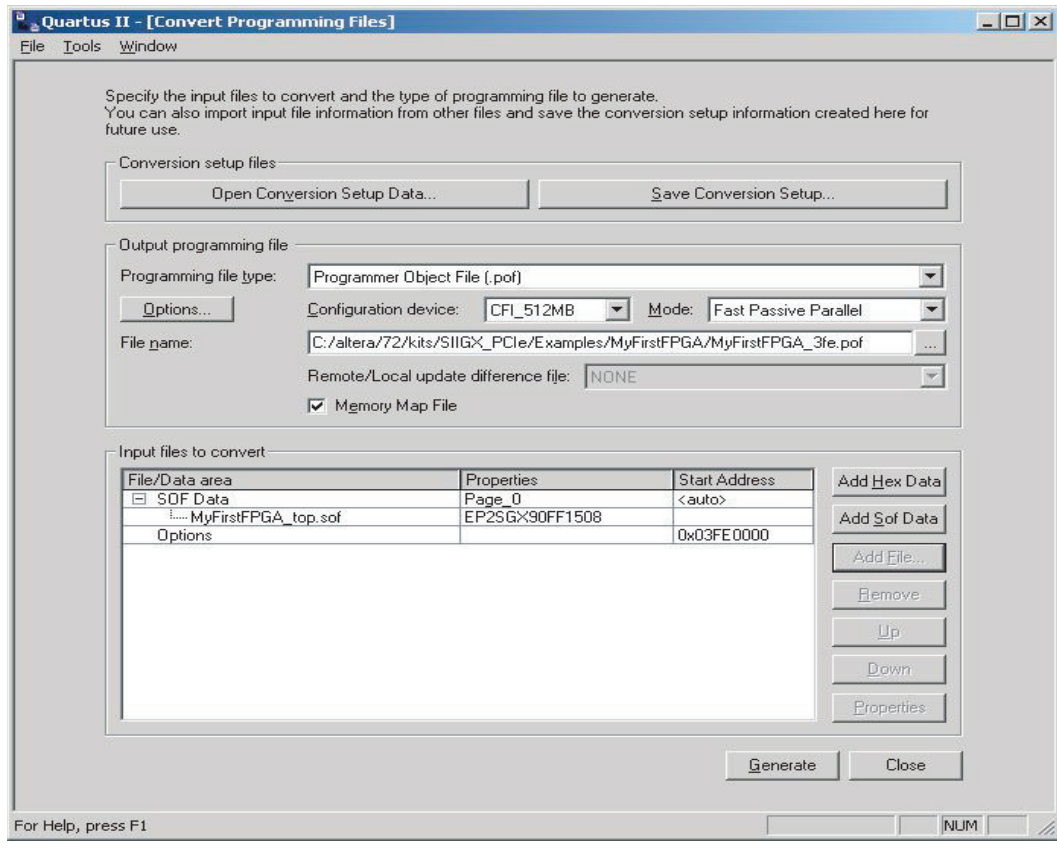 Quartus II - [Convert Programming Files]
File Tools Window
Specify the input files to convert and the type of programming file to generate.
You can also import input file information from other files and save the conversion setup information created here for
future use.
Conversion setup files
Open Conversion Setup Data... Save Conversion Setup...
Output programming file
Programming file type: Programmer Object File (.pof)
Options... Configuration device: CFI_512MB Mode: Fast Passive Parallel
File name: C:/altera/72/kits/SIIGX_PCIe/Examples/MyFirstFPGA/MyFirstFPGA_3fe.pof ...
Remote/Local update difference file: NONE
Memory Map File
Input files to convert
File/Data area Properties Start Address Add Hex Data
SOF Data Page_0 <auto>
MyFirstFPGA_top.sof EP2SGX90FF1508 Add Sof Data
Options 0x03FE0000
Add File...
Remove
Up
Down
Properties
Generate Close
For Help, press F1 NUM